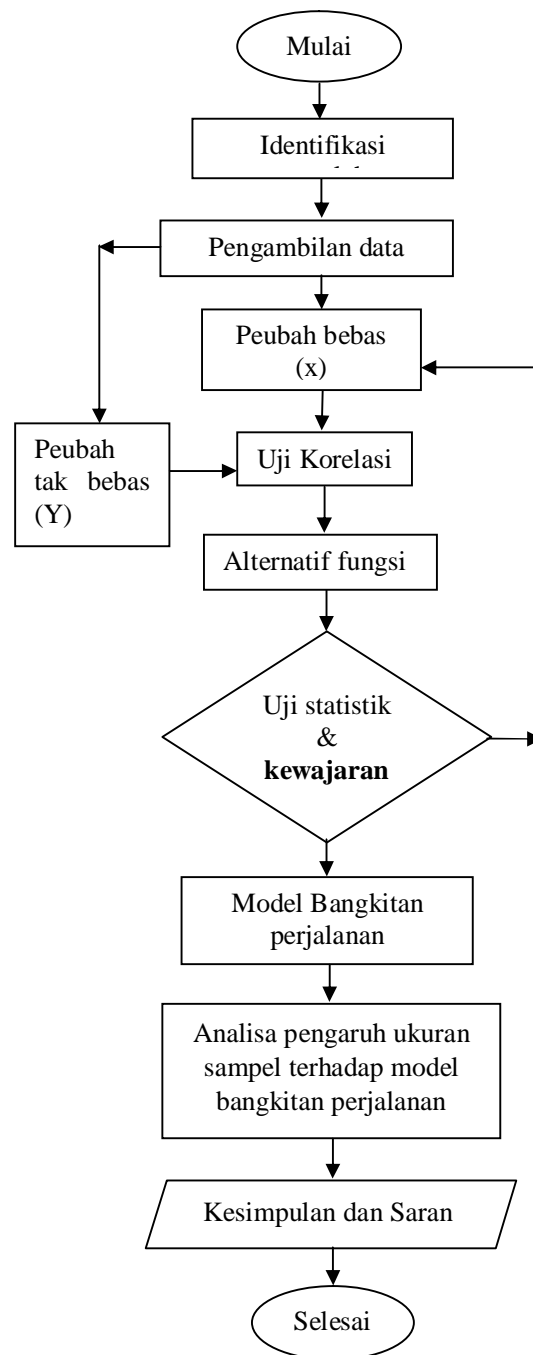 Mulai
Identifikasi
Pengambilan data
Peubah bebas
(x)
Peubah
tak bebas
(Y)
Uji Korelasi
Alternatif fungsi
Uji statistik
&
kewajaran
Model Bangkitan
perjalanan
Analisa pengaruh ukuran
sampel terhadap model
bangkitan perjalanan
Kesimpulan dan Saran
Selesai